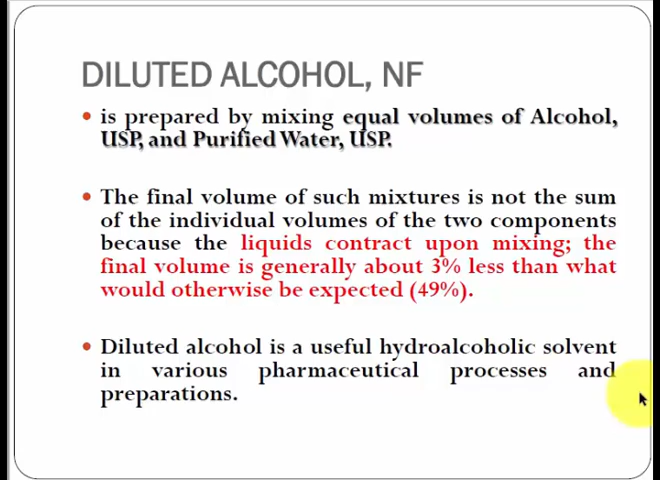 DILUTED ALCOHOL, NF
• is prepared by mixing equal volumes of Alcohol,
USP, and Purified Water, USP.
• The final volume of such mixtures is not the sum
of the individual volumes of the two components
because the liquids contract upon mixing; the
final volume is generally about 3% less than what
would otherwise be expected (49%).
• Diluted alcohol is a useful hydroalcoholic solvent
in various pharmaceutical processes and
preparations.